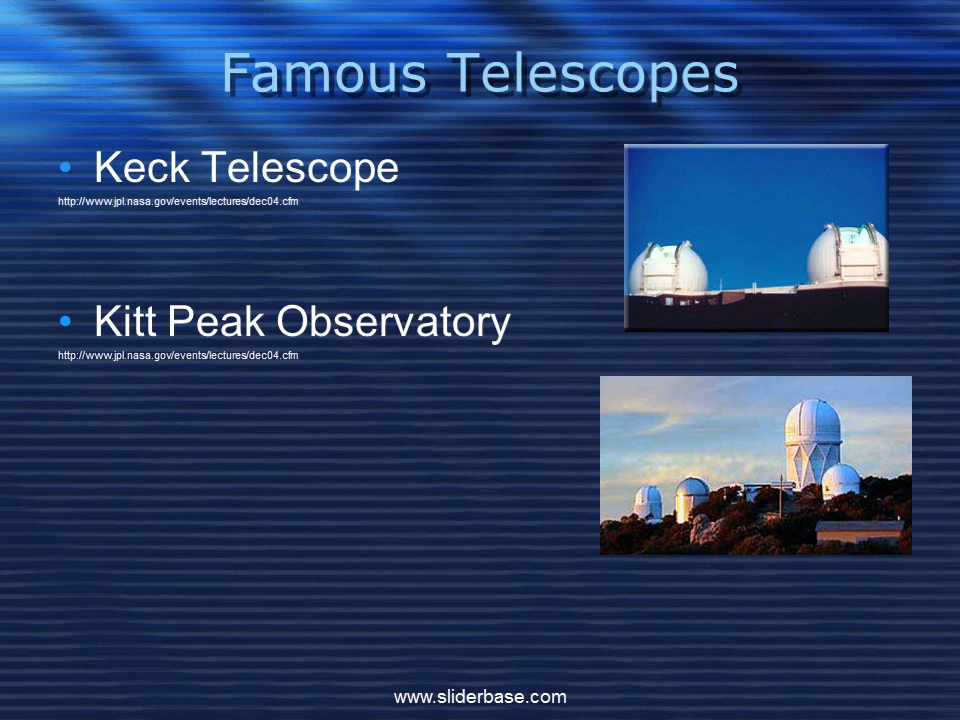 Famous Telescopes
• Keck Telescope
http://www.jpl.nasa.gov/events/lectures/dec04.cfm
• Kitt Peak Observatory
http://www.jpl.nasa.gov/events/lectures/dec04.cfm
www.sliderbase.com